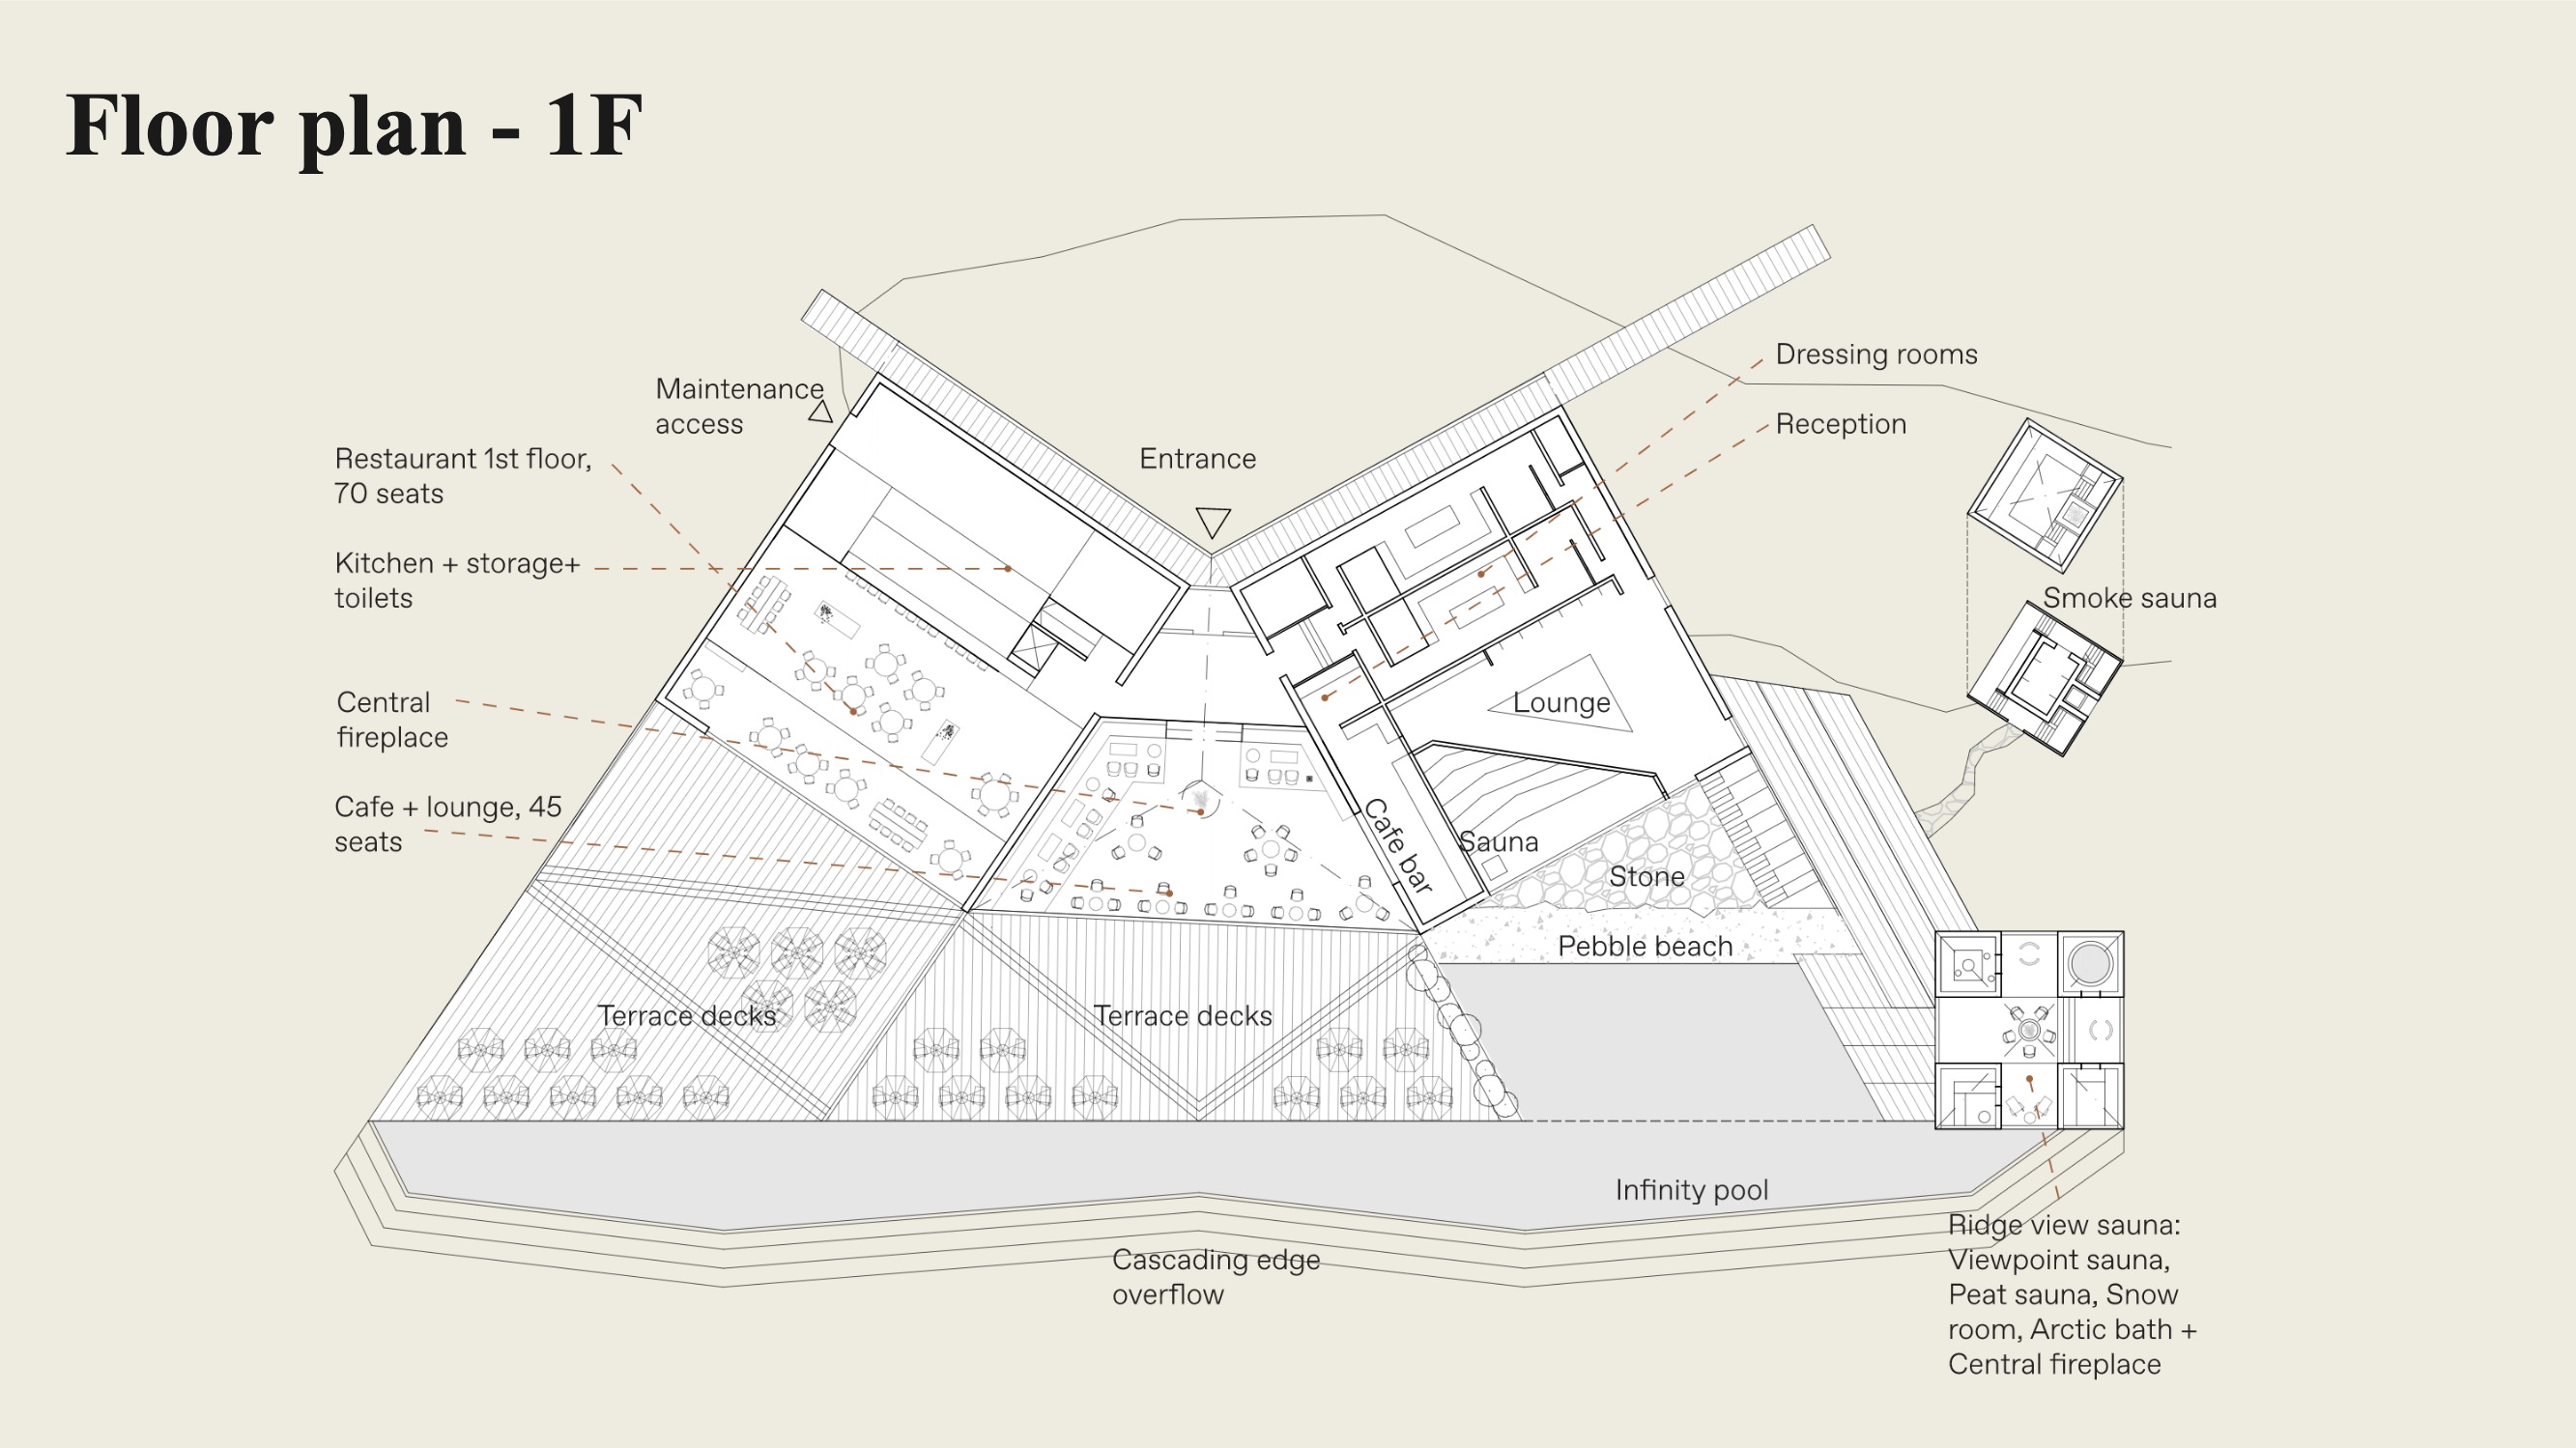 Floor plan - 1F
Maintenance
access
Restaurant 1st floor,
70 seats
Kitchen + storage+
toilets
Central
fireplace
Cafe + lounge, 45
seats
Entrance
Dressing rooms
Reception
Smoke sauna
Lounge
Cafe bar
Sauna
Stone
Pebble beach
Terrace decks
Terrace decks
Infinity pool
Cascading edge
overflow
Ridge view sauna:
Viewpoint sauna,
Peat sauna, Snow
room, Arctic bath +
Central fireplace